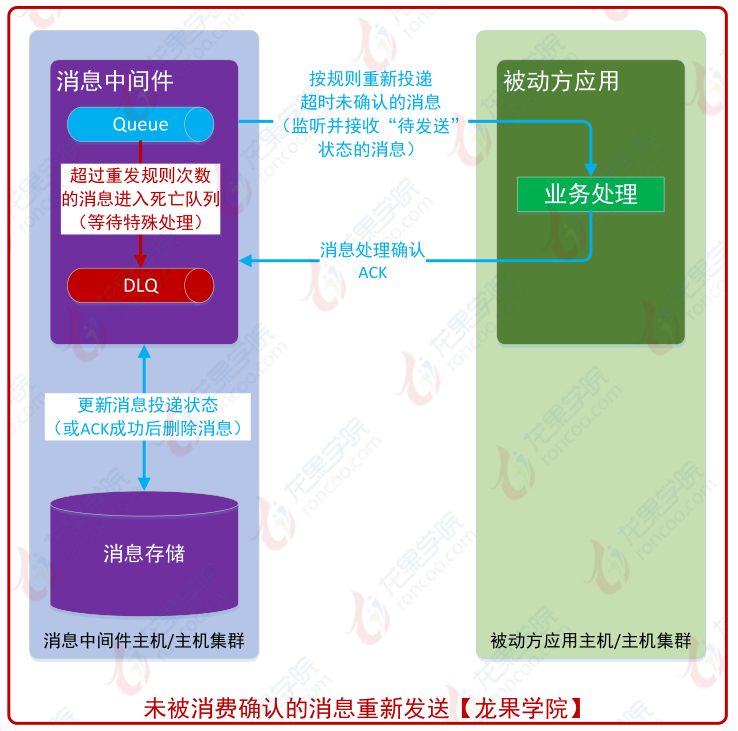 消息中间件
Queue
超过重发规则次数
的消息进入死亡队列
（等待特殊处理）
DLQ
按规则重新投递
超时未确认的消息
（监听并接收“待发送”
状态的消息）
被动方应用
业务处理
消息处理确认
ACK
更新消息投递状态
（或ACK成功后删除消息）
消息存储
消息中间件主机/主机集群
被动方应用主机/主机集群
未被消费确认的消息重新发送【龙果学院】
龙果学院
roncoo.com